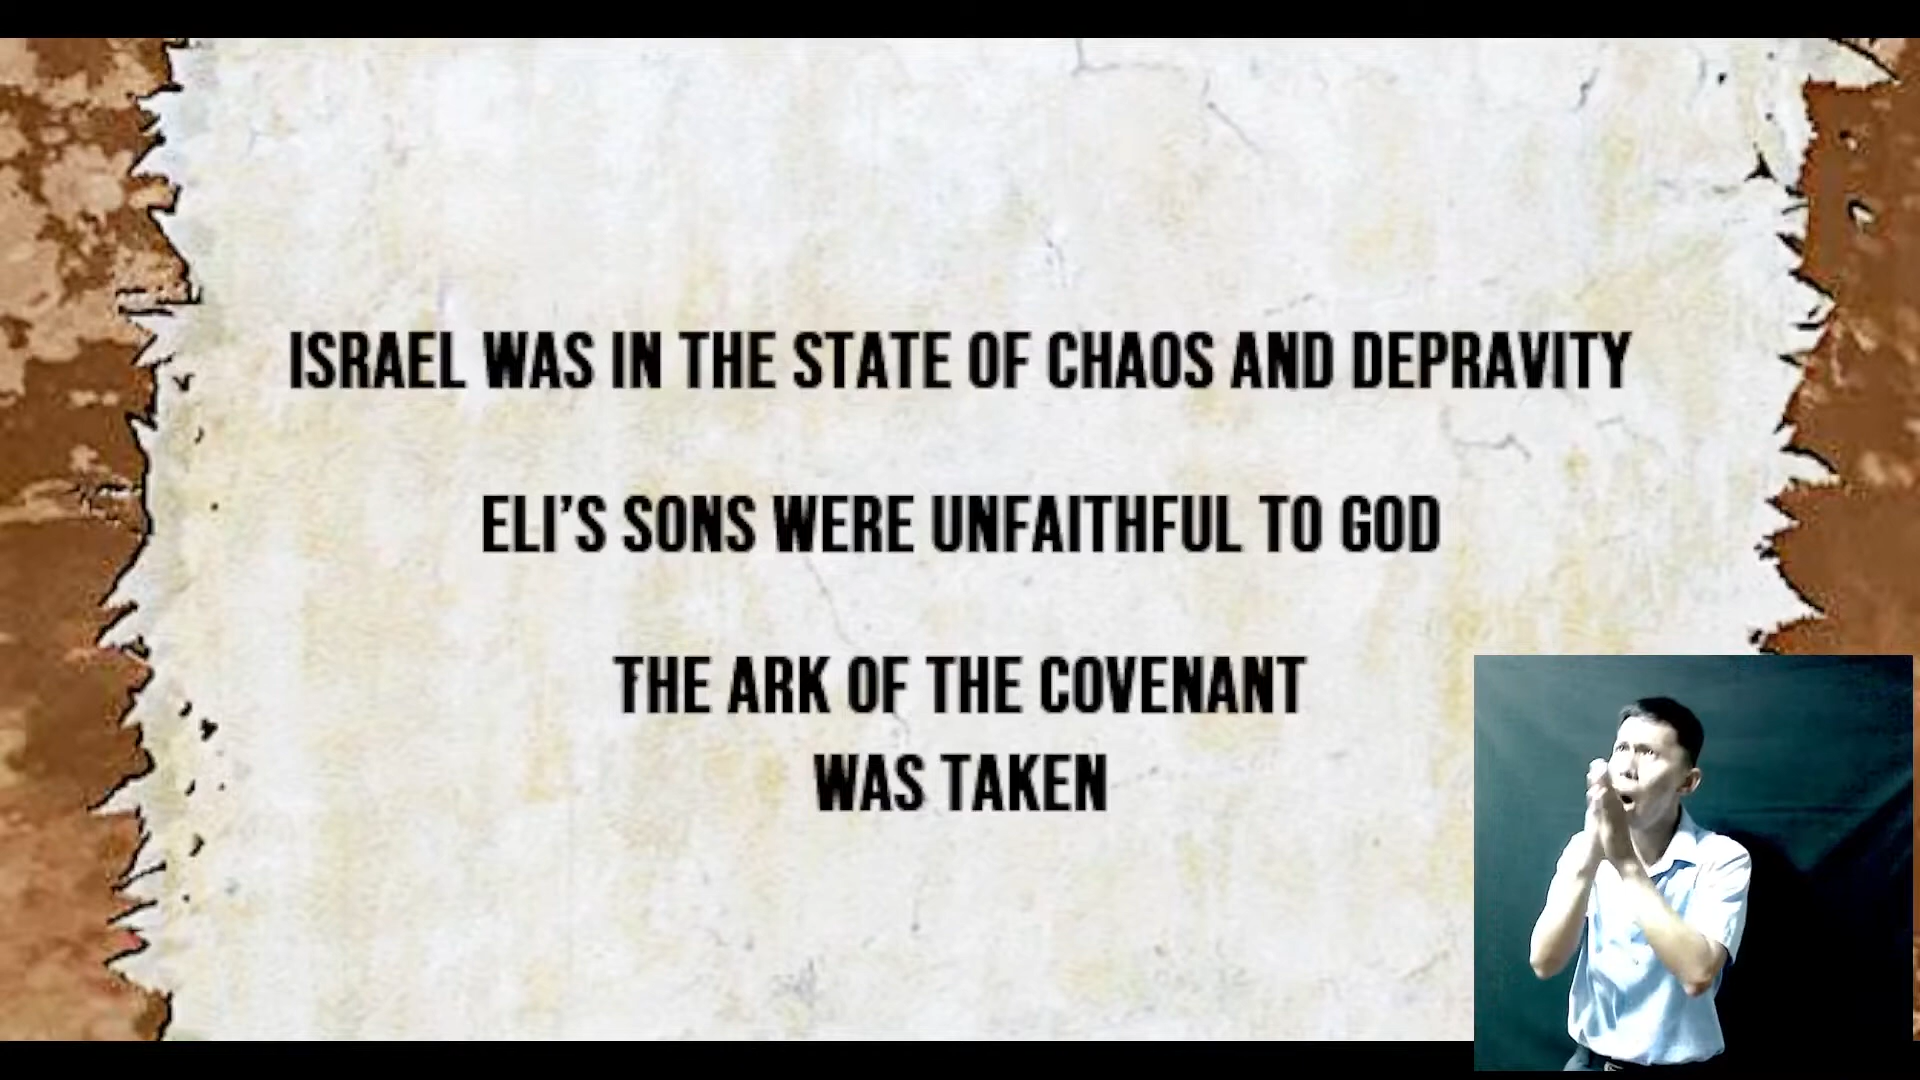 ISRAEL WAS IN THE STATE OF CHAOS AND DEPRAVITY
ELI'S SONS WERE UNFAITHFUL TO GOD
THE ARK OF THE COVENANT
WAS TAKEN